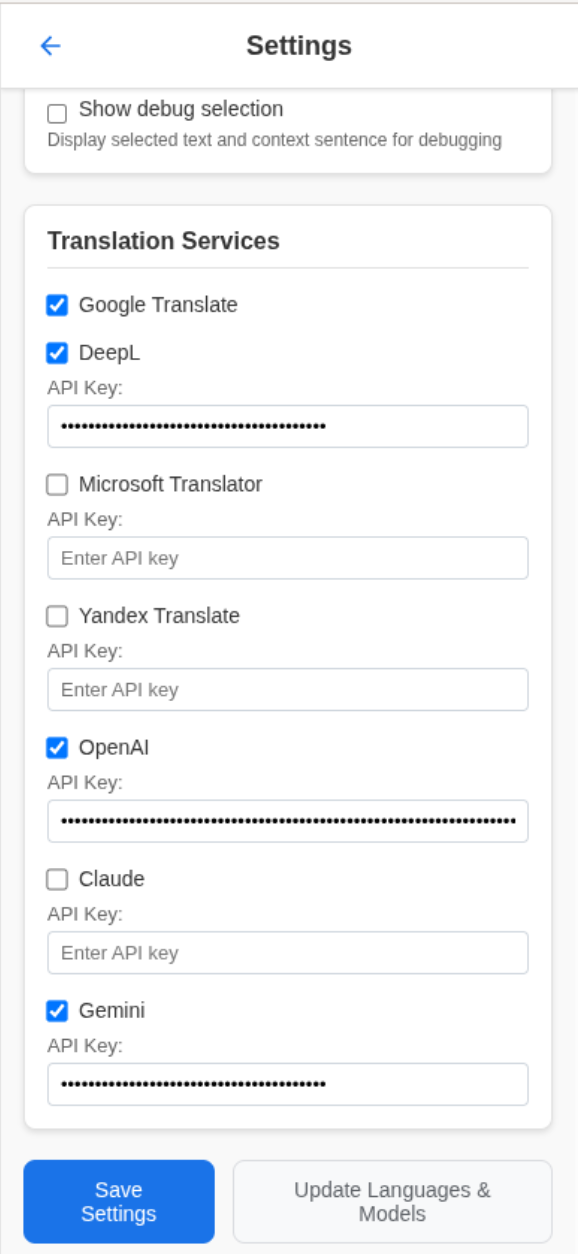 Settings
Show debug selection
Display selected text and context sentence for debugging
Translation Services
Google Translate
DeepL
API Key:
•••••••••••••••••••••••••••••••••••••••
Microsoft Translator
API Key:
Enter API key
Yandex Translate
API Key:
Enter API key
OpenAI
API Key:
•••••••••••••••••••••••••••••••••••••••••••••••••••••••••••••••••••
Claude
API Key:
Enter API key
Gemini
API Key:
•••••••••••••••••••••••••••••••••••••••
Save
Settings
Update Languages &
Models